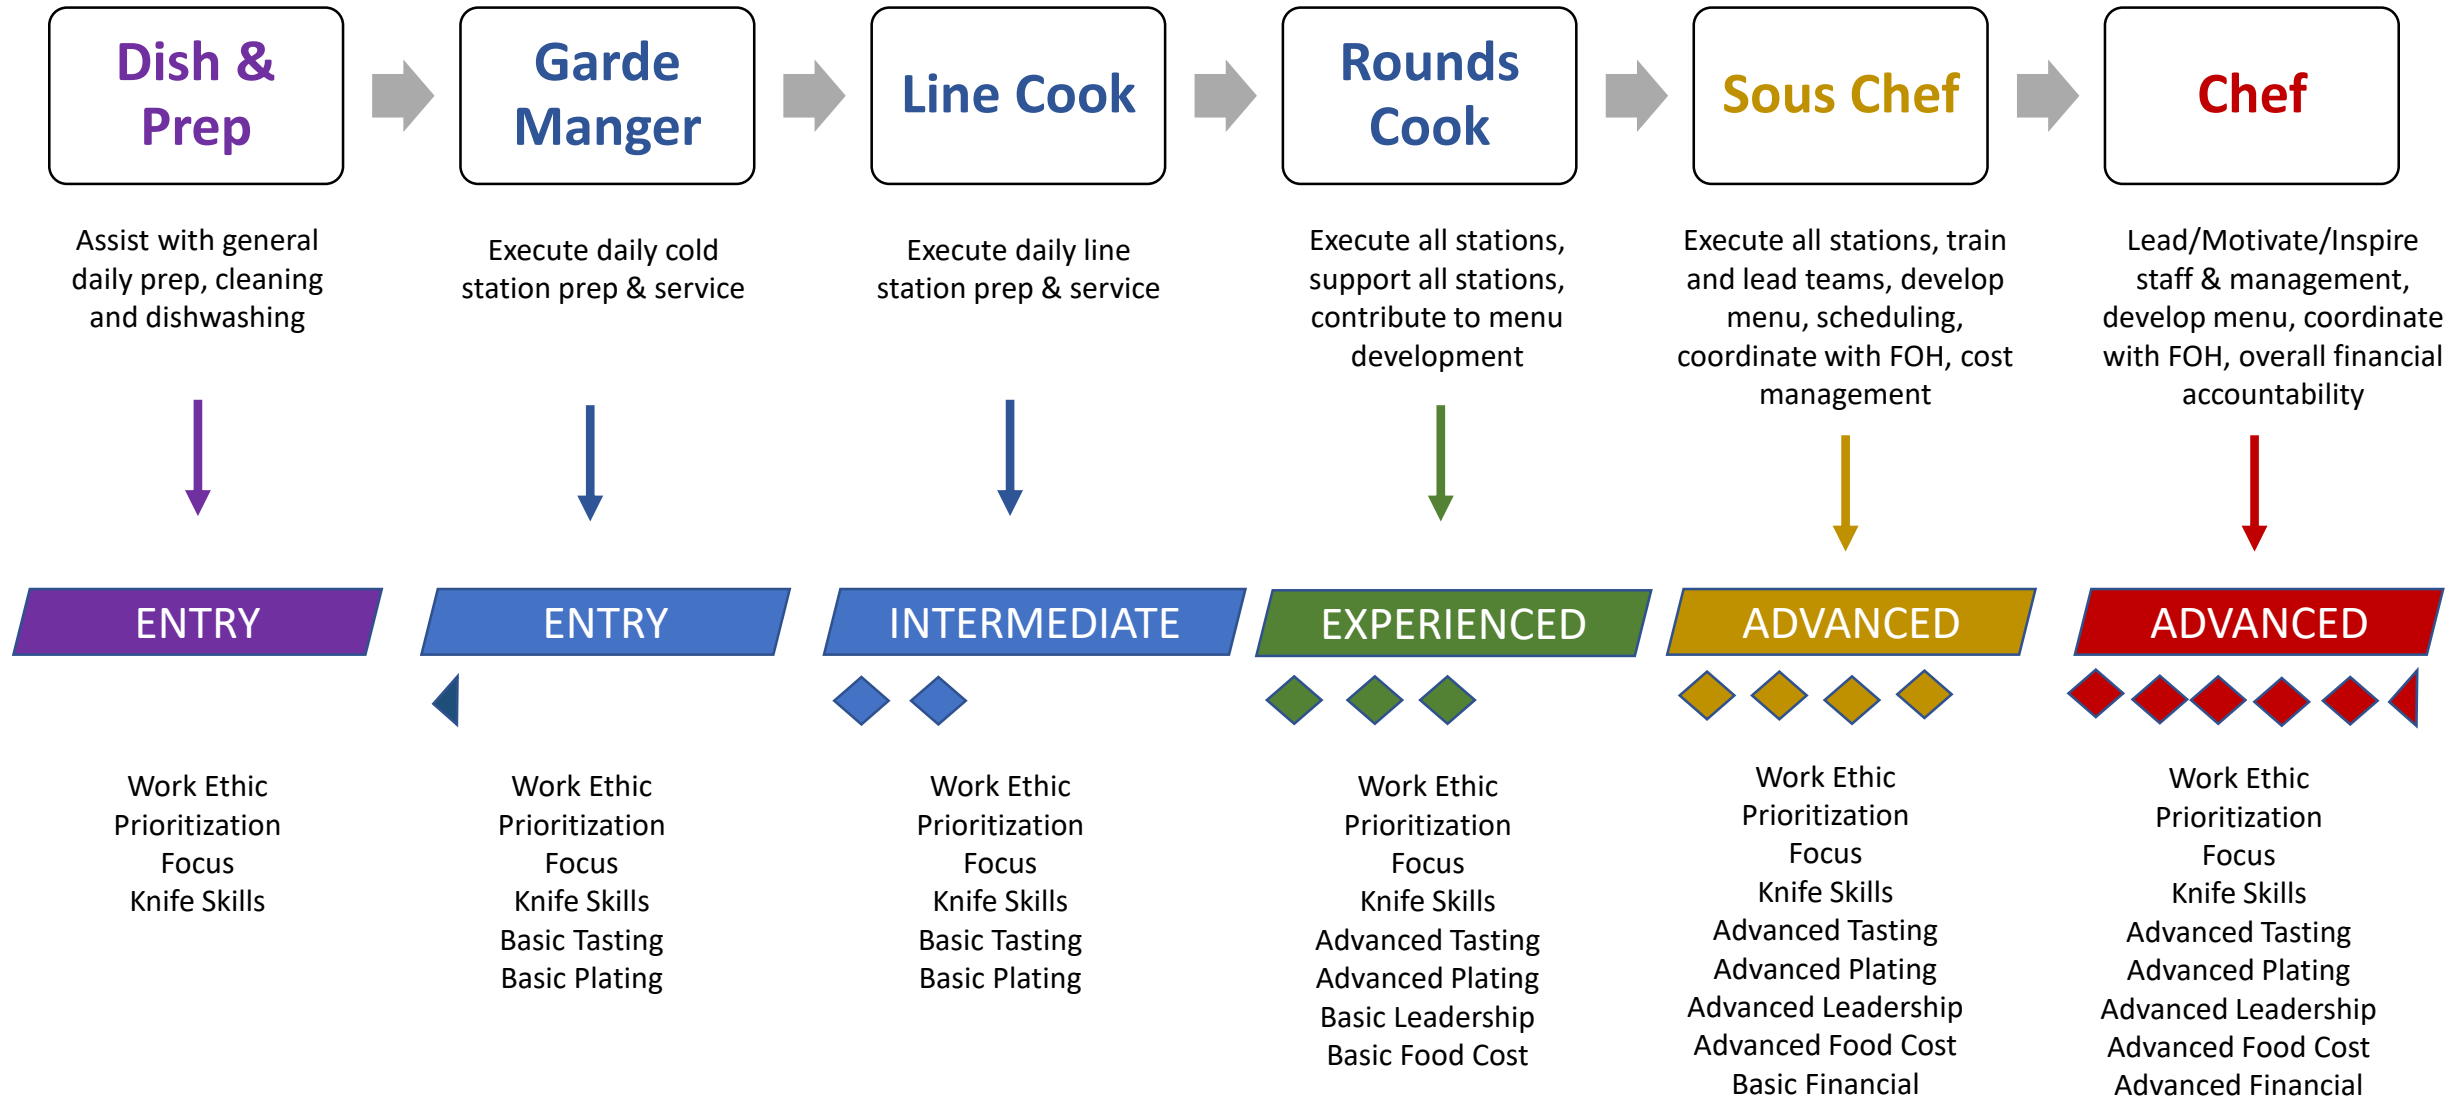 Dish &
Prep
Garde
Manger
Line Cook
Rounds
Cook
Sous Chef
Chef
Assist with general
daily prep, cleaning
and dishwashing
Execute daily cold
station prep & service
Execute daily line
station prep & service
Execute all stations,
support all stations,
contribute to menu
development
Execute all stations, train
and lead teams, develop
menu, scheduling,
coordinate with FOH, cost
management
Lead/Motivate/Inspire
staff & management,
develop menu, coordinate
with FOH, overall financial
accountability
ENTRY
ENTRY
INTERMEDIATE
EXPERIENCED
ADVANCED
ADVANCED
Work Ethic
Prioritization
Focus
Knife Skills
Work Ethic
Prioritization
Focus
Knife Skills
Basic Tasting
Basic Plating
Work Ethic
Prioritization
Focus
Knife Skills
Basic Tasting
Basic Plating
Work Ethic
Prioritization
Focus
Knife Skills
Advanced Tasting
Advanced Plating
Basic Leadership
Basic Food Cost
Work Ethic
Prioritization
Focus
Knife Skills
Advanced Tasting
Advanced Plating
Advanced Leadership
Advanced Food Cost
Basic Financial
Work Ethic
Prioritization
Focus
Knife Skills
Advanced Tasting
Advanced Plating
Advanced Leadership
Advanced Food Cost
Advanced Financial